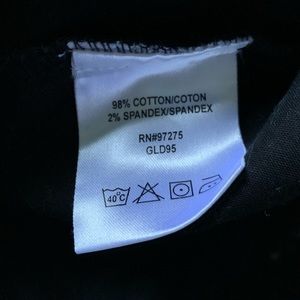 98% COTTON/COTON
2% SPANDEX/SPANDEX
RN#97275
GLD95
40°C